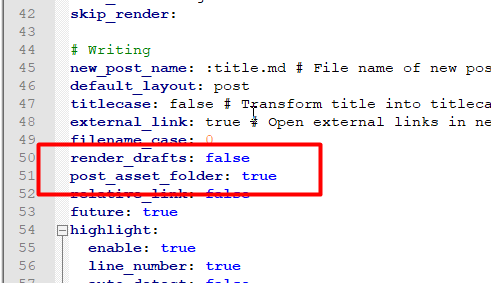 42 skip_render:
43
44 # Writing
45 new_post_name: :title.md # File name of new pos
46 default_layout: post
47 titlecase: false # Transform title into titleca
48 external_link: true # Open external links in ne
49 filename_case: 0
50 render_drafts: false
51 post_asset_folder: true
52 relative_link: false
53 future: true
54 highlight:
55 enable: true
56 line_number: true
57 auto_detect: false